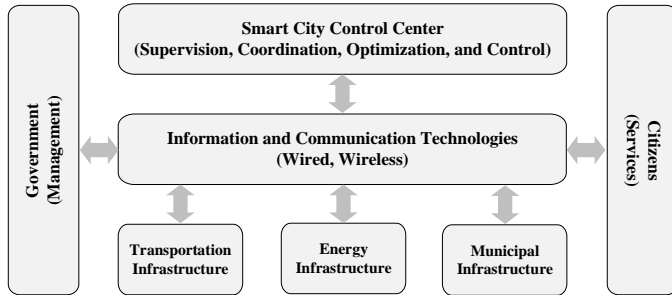 Smart City Control Center
(Supervision, Coordination, Optimization, and Control)
Government
(Management)
Information and Communication Technologies
(Wired, Wireless)
Citizens
(Services)
Transportation
Infrastructure
Energy
Infrastructure
Municipal
Infrastructure